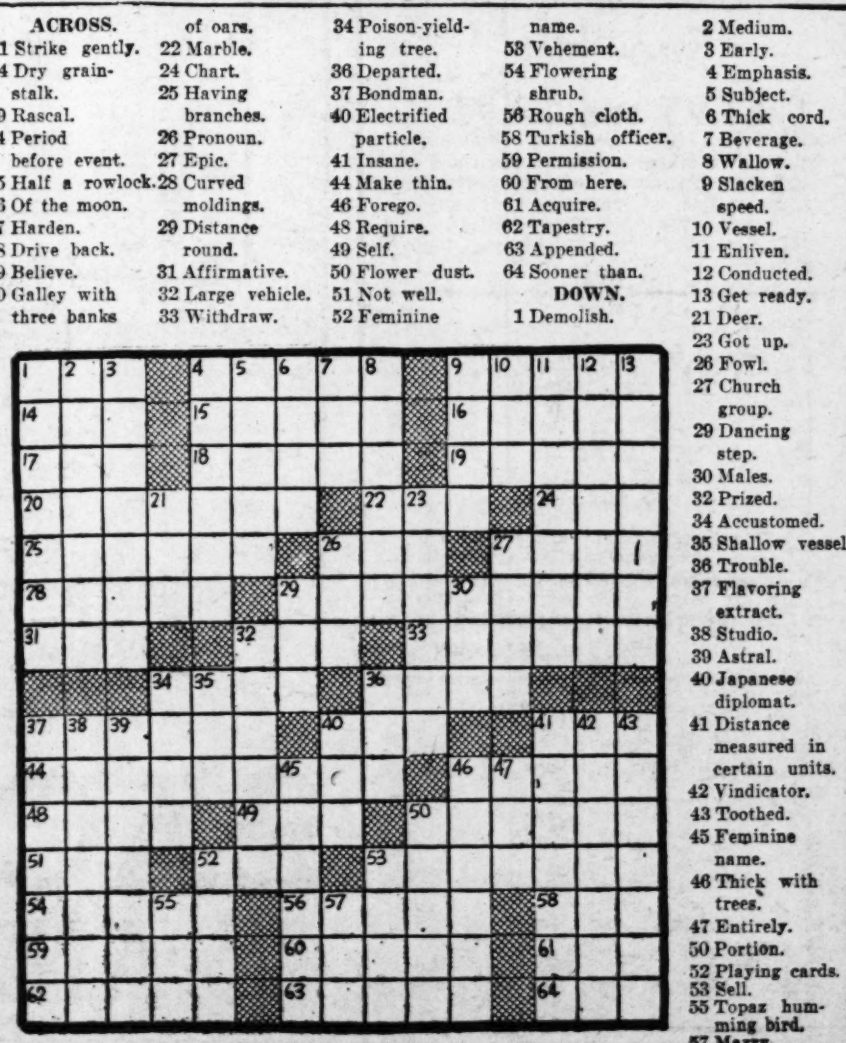 ACROSS.
1 Strike gently.
4 Dry grain-
stalk.
9 Rascal.
4 Period
before event.
5 Half a rowlock.
6 Of the moon.
7 Harden.
8 Drive back.
9 Believe.
0 Galley with
three banks
of oars.
22 Marble.
24 Chart.
25 Having
branches.
26 Pronoun.
27 Epic.
28 Curved
moldings.
29 Distance
round.
31 Affirmative.
32 Large vehicle.
33 Withdraw.
34 Poison-yield-
ing tree.
36 Departed.
37 Bondman.
40 Electrified
particle.
41 Insane.
44 Make thin.
46 Forego.
48 Require.
49 Self.
50 Flower dust.
51 Not well.
52 Feminine
name.
53 Vehement.
54 Flowering
shrub.
56 Rough cloth.
58 Turkish officer.
59 Permission.
60 From here.
61 Acquire.
62 Tapestry.
63 Appended.
64 Sooner than.
DOWN.
1 Demolish.
2 Medium.
3 Early.
4 Emphasis.
5 Subject.
6 Thick cord.
7 Beverage.
8 Wallow.
9 Slacken
speed.
10 Vessel.
11 Enliven.
12 Conducted.
13 Get ready.
21 Deer.
23 Got up.
26 Fowl.
27 Church
group.
29 Dancing
step.
30 Males.
32 Prized.
34 Accustomed.
35 Shallow vessel
36 Trouble.
37 Flavoring
extract.
38 Studio.
39 Astral.
40 Japanese
diplomat.
41 Distance
measured in
certain units.
42 Vindicator.
43 Toothed.
45 Feminine
name.
46 Thick with
trees.
47 Entirely.
50 Portion.
52 Playing cards.
53 Sell.
55 Topaz hum-
ming bird.
1 2 3 4 5 6 7 8 9 10 11 12 13
14 15 16
17 18 19
20 21 22 23 24
25 26 27
28 29 30
31 32 33
34 35 36
37 38 39 40 41 42 43
44 45 46 47
48 49 50
51 52 53
54 55 56 57 58
59 60 61
62 63 64